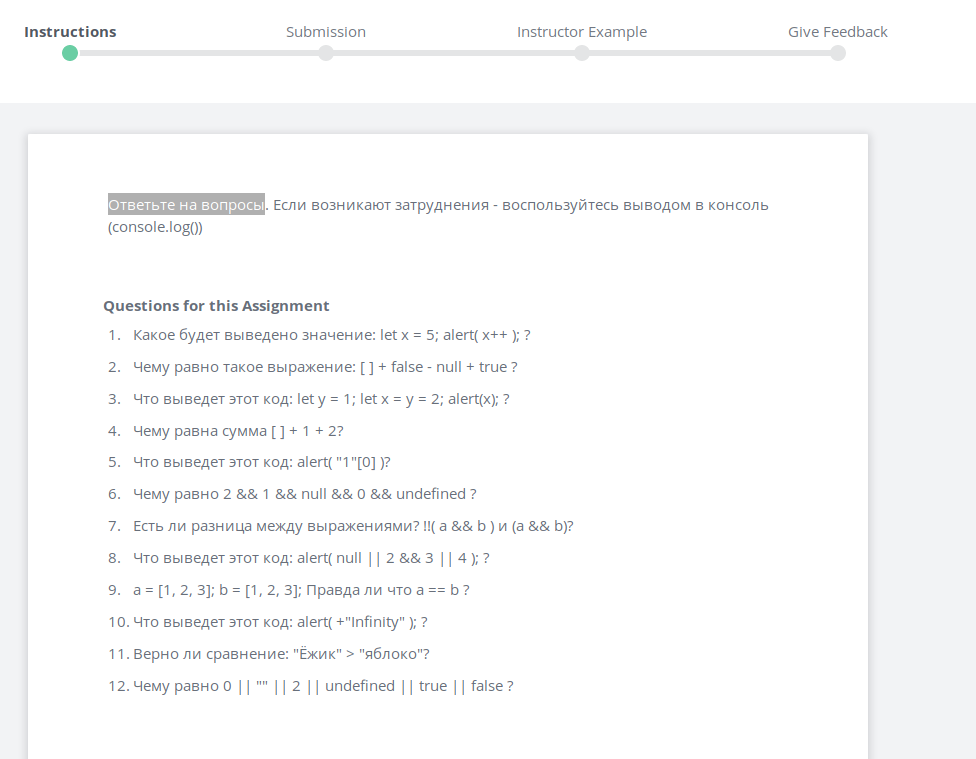 Instructions Submission Instructor Example Give Feedback
Ответьте на вопросы. Если возникают затруднения - воспользуйтесь выводом в консоль
(console.log())
Questions for this Assignment
1. Какое будет выведено значение: let x = 5; alert( x++ ); ?
2. Чему равно такое выражение: [ ] + false - null + true ?
3. Что выведет этот код: let y = 1; let x = y = 2; alert(x); ?
4. Чему равна сумма [ ] + 1 + 2?
5. Что выведет этот код: alert( "1"[0] )?
6. Чему равно 2 && 1 && null && 0 && undefined ?
7. Есть ли разница между выражениями? !!( a && b ) и (a && b)?
8. Что выведет этот код: alert( null || 2 && 3 || 4 ); ?
9. a = [1, 2, 3]; b = [1, 2, 3]; Правда ли что a == b ?
10. Что выведет этот код: alert( +"Infinity" ); ?
11. Верно ли сравнение: "Ёжик" > "яблоко"?
12. Чему равно 0 || "" || 2 || undefined || true || false ?